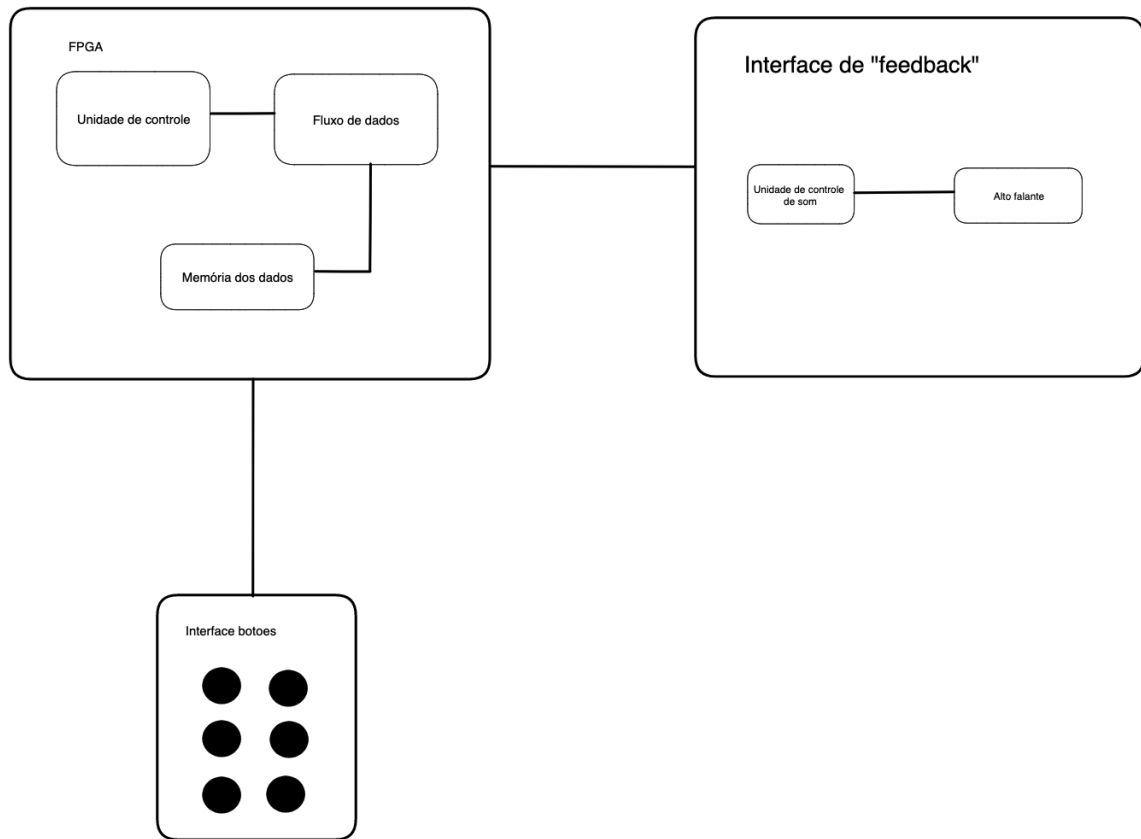 FPGA
Unidade de controle
Fluxo de dados
Memória dos dados
Interface de "feedback"
Unidade de controle
de som
Alto falante
Interface botoes